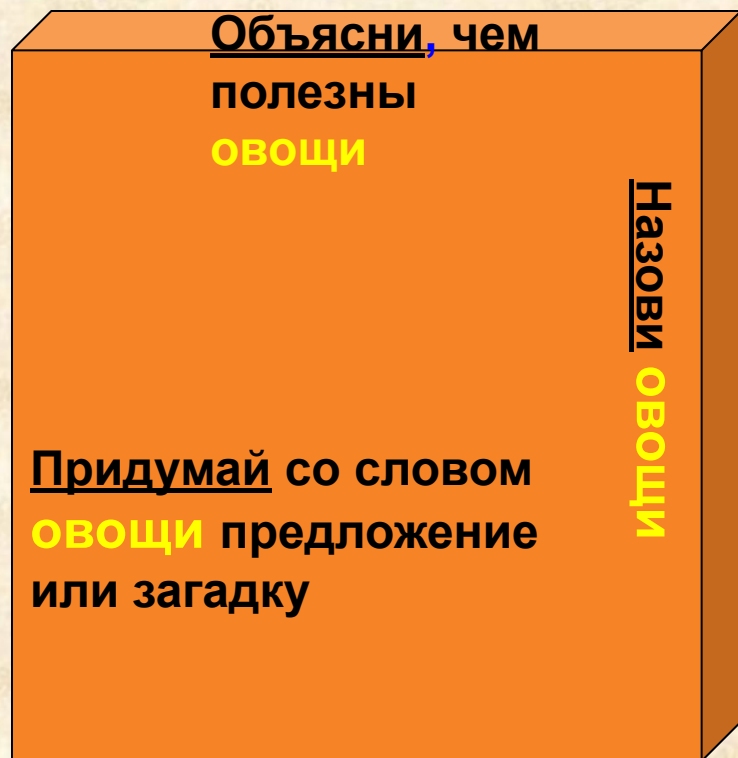 Объясни, чем
полезны
овощи
Назови овощи
Придумай со словом
овощи предложение
или загадку